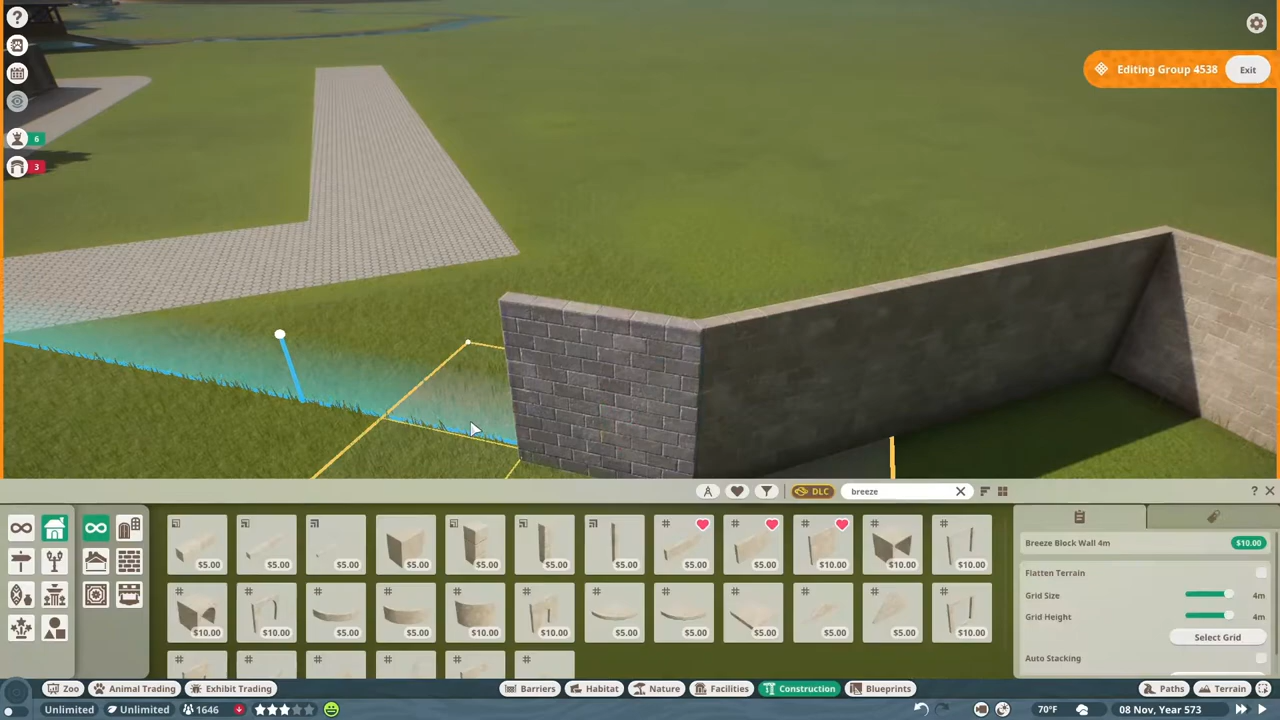 ?
Editing Group 4538
Exit
6
3
DLC
breeze
?
$5.00 $5.00 $5.00 $5.00 $5.00 $5.00 $5.00 $5.00 $5.00 $10.00 $10.00 $10.00
$10.00 $10.00 $5.00 $5.00 $10.00 $10.00 $5.00 $5.00 $5.00 $5.00 $5.00 $10.00
Breeze Block Wall 4m
$10.00
Flatten Terrain
Grid Size
4m
Grid Height
4m
Select Grid
Auto Stacking
Zoo
Animal Trading
Exhibit Trading
Barriers
Habitat
Nature
Facilities
Construction
Blueprints
Paths
Terrain
Unlimited
Unlimited
1646
70°F
08 Nov, Year 573